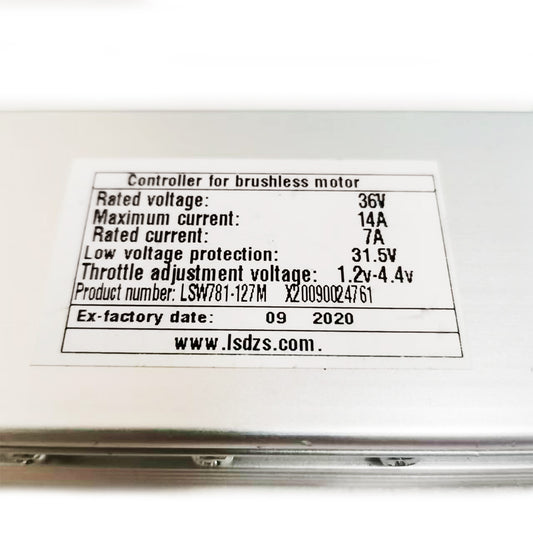 Controller for brushless motor
Rated voltage: 36V
Maximum current: 14A
Rated current: 7A
Low voltage protection: 31.5V
Throttle adjustment voltage: 1.2v-4.4v
Product number: LSW781-127M X20090024761
Ex-factory date: 09 2020
www.lsdzs.com.